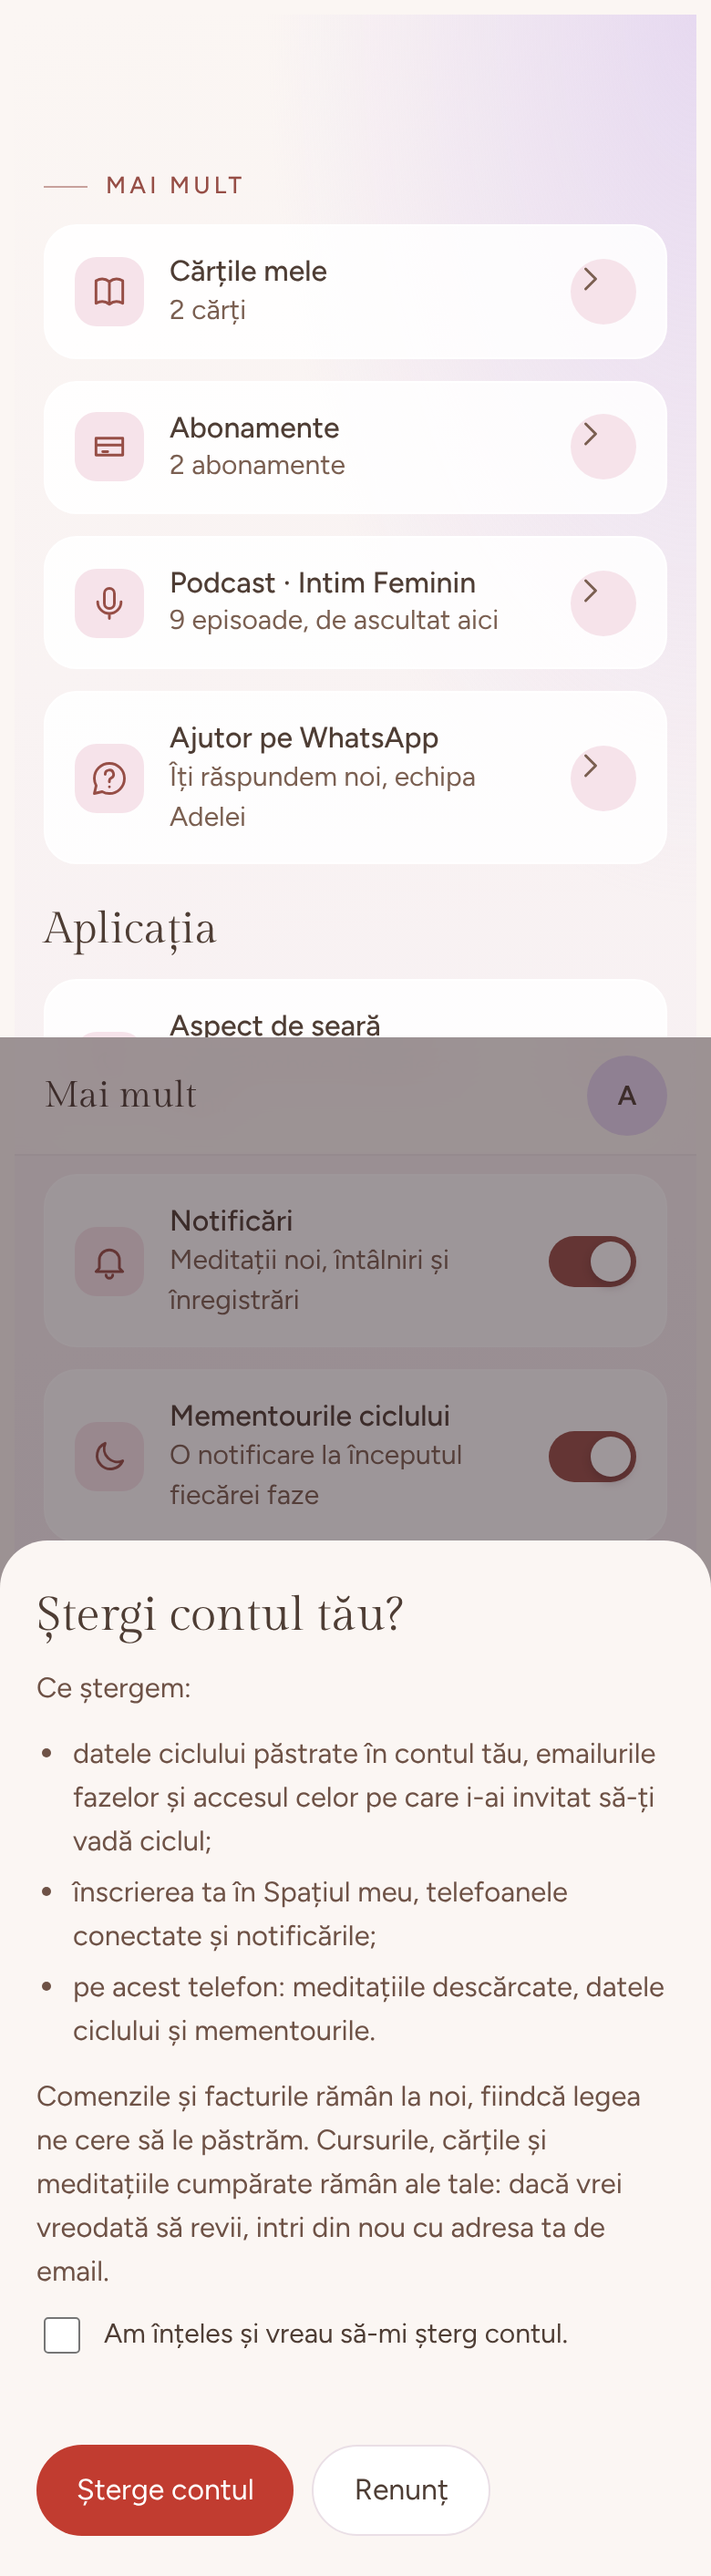 MAI MULT
Cărțile mele
2 cărți
Abonamente
2 abonamente
Podcast · Intim Feminin
9 episoade, de ascultat aici
Ajutor pe WhatsApp
Îți răspundem noi, echipa
Adelei
Aplicația
Aspect de seară
Mai mult
A
Notificări
Meditații noi, întâlniri și
înregistrări
Mementourile ciclului
O notificare la începutul
fiecărei faze
Ștergi contul tău?
Ce ștergem:
• datele ciclului păstrate în contul tău, emailurile
fazelor și accesul celor pe care i-ai invitat să-ți
vadă ciclul;
• înscrierea ta în Spațiul meu, telefoanele
conectate și notificările;
• pe acest telefon: meditațiile descărcate, datele
ciclului și mementourile.
Comenzile și facturile rămân la noi, fiindcă legea
ne cere să le păstrăm. Cursurile, cărțile și
meditațiile cumpărate rămân ale tale: dacă vrei
vreodată să revii, intri din nou cu adresa ta de
email.
Am înțeles și vreau să-mi șterg contul.
Șterge contul
Renunț